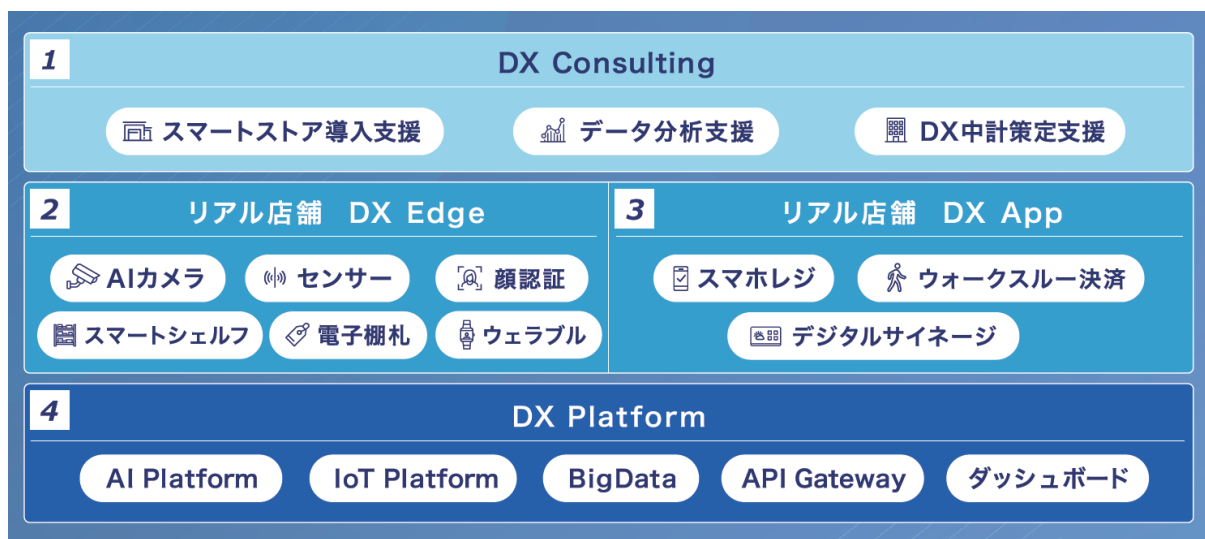 1
DX Consulting
スマートストア導入支援
データ分析支援
DX中計策定支援
2
リアル店舗 DX Edge
AIカメラ
センサー
顔認証
スマートシェルフ
電子棚札
ウェラブル
3
リアル店舗 DX App
スマホレジ
ウォークスルー決済
デジタルサイネージ
4
DX Platform
AI Platform
IoT Platform
BigData
API Gateway
ダッシュボード